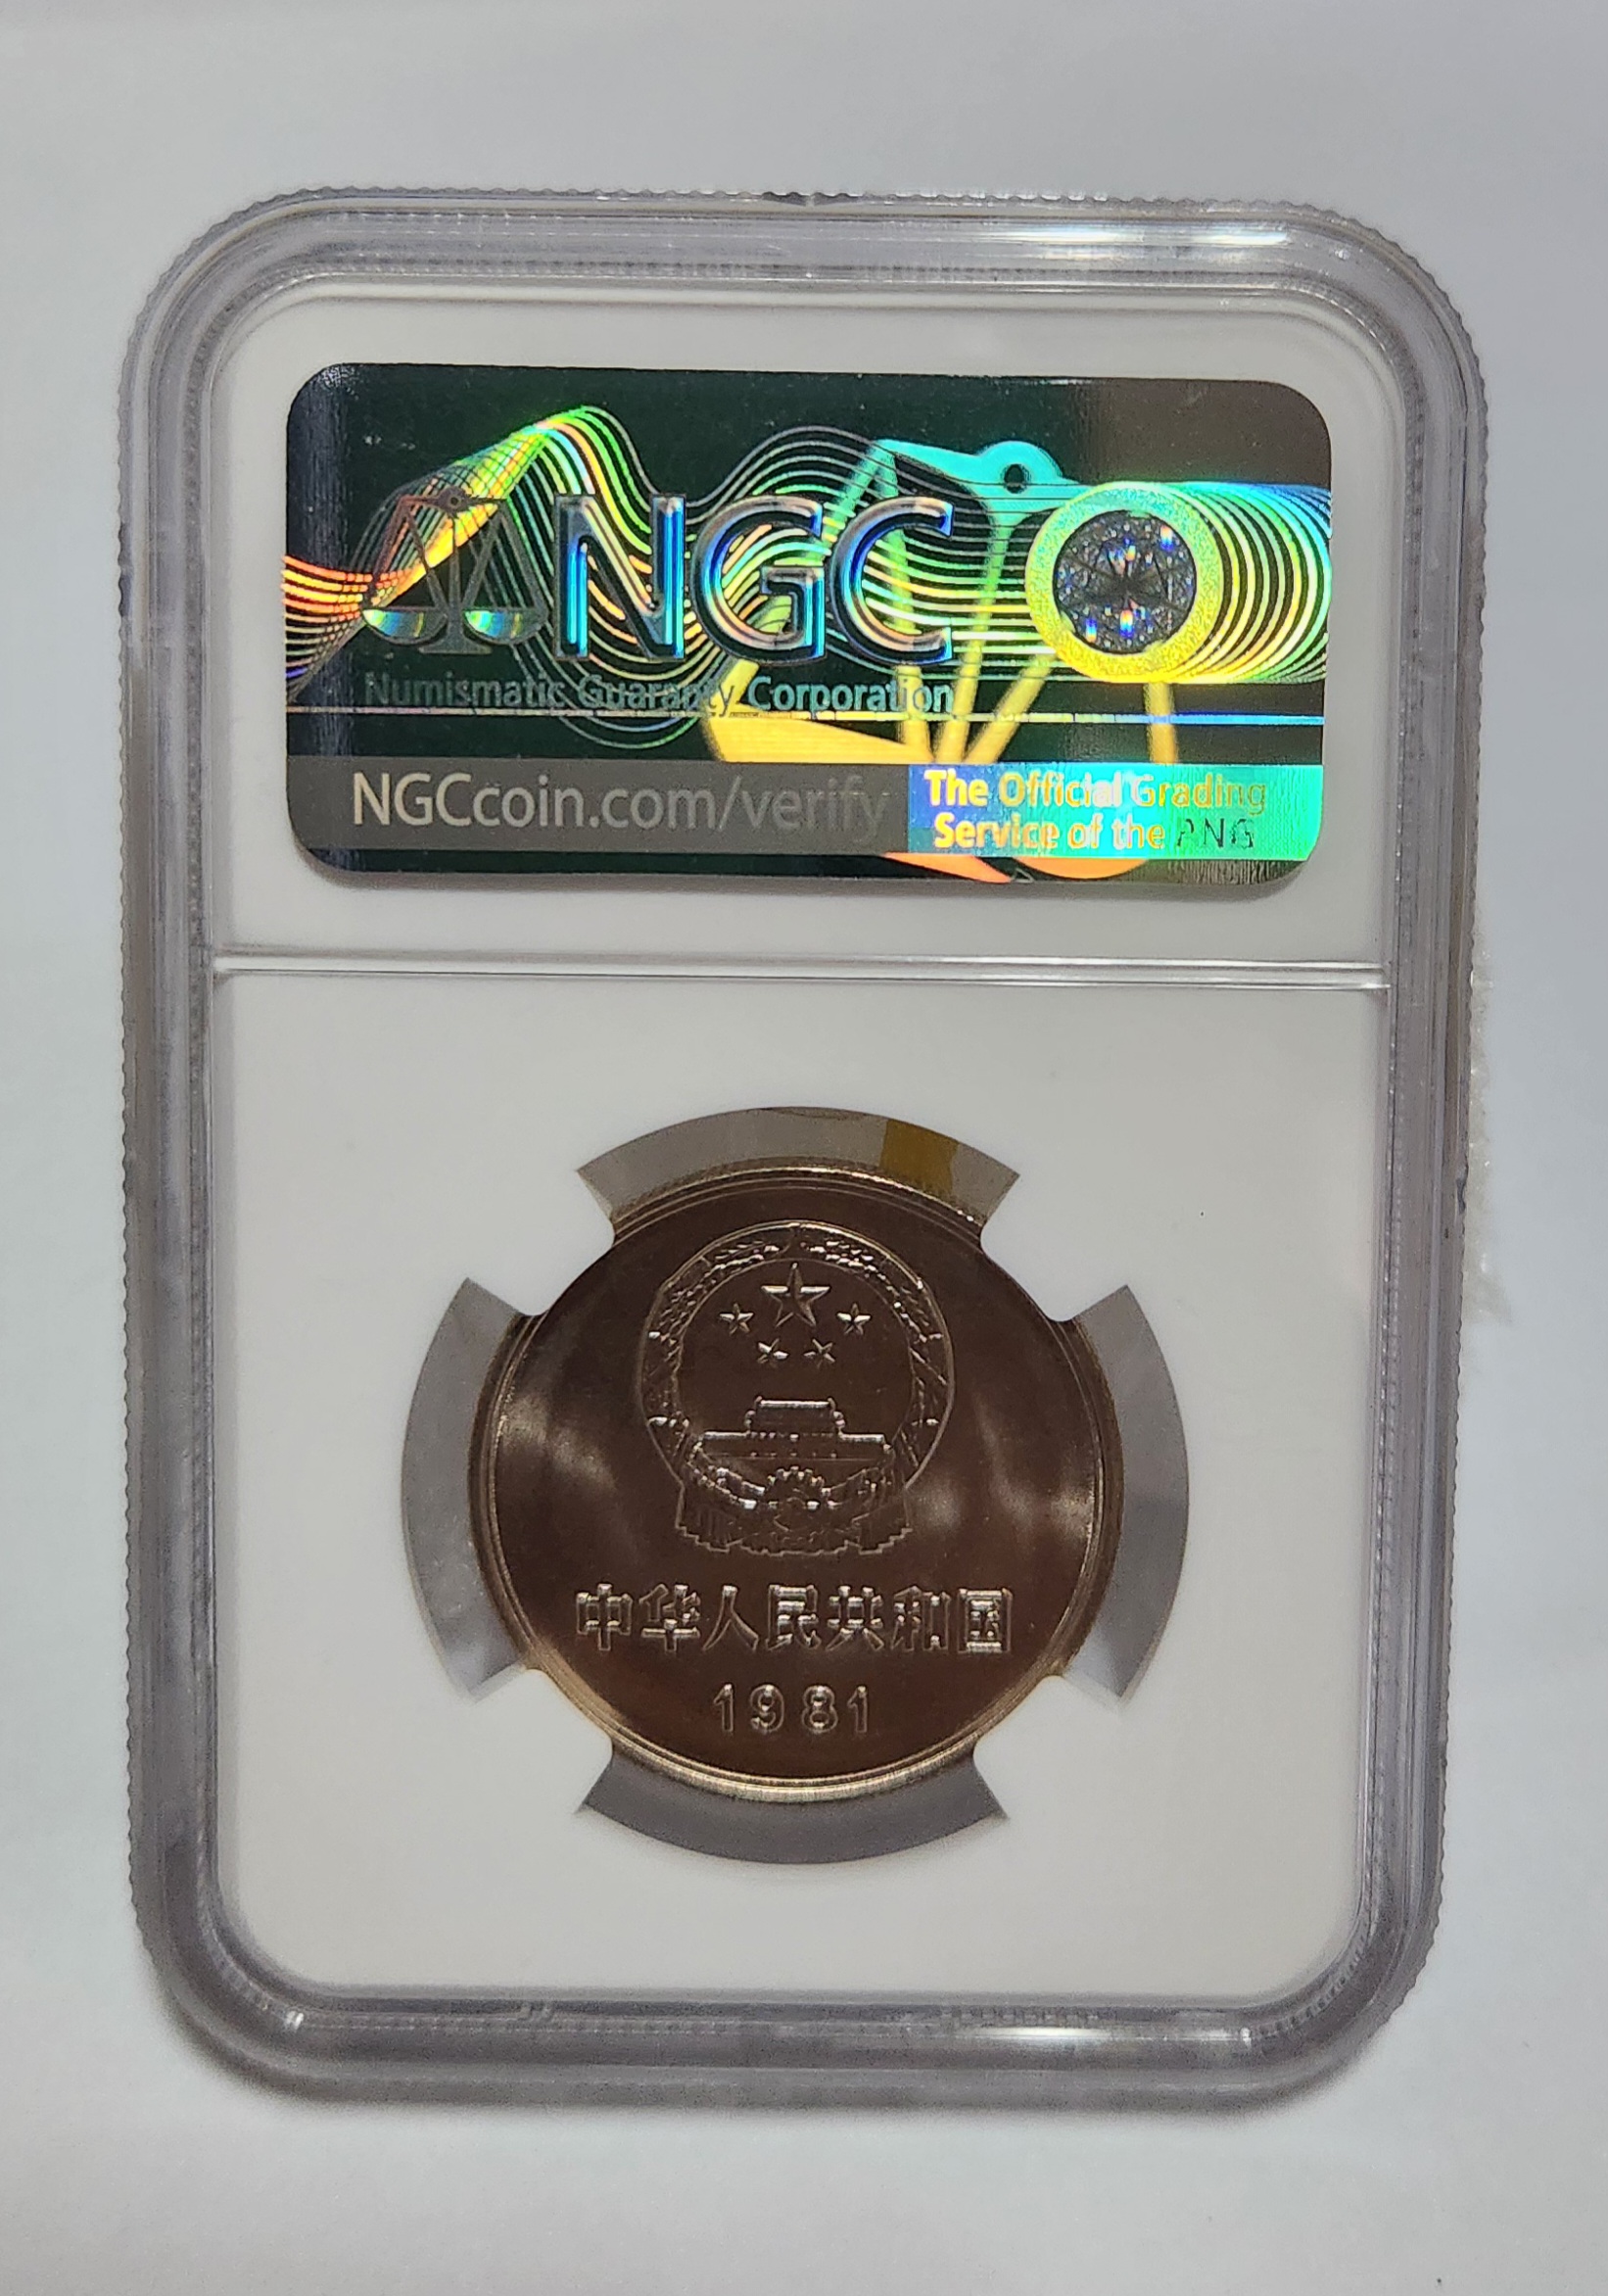 NGC
Numismatic Guaranty Corporation
NGCcoin.com/verify
The Official Grading
Service of the PNG
中华人民共和国
1981